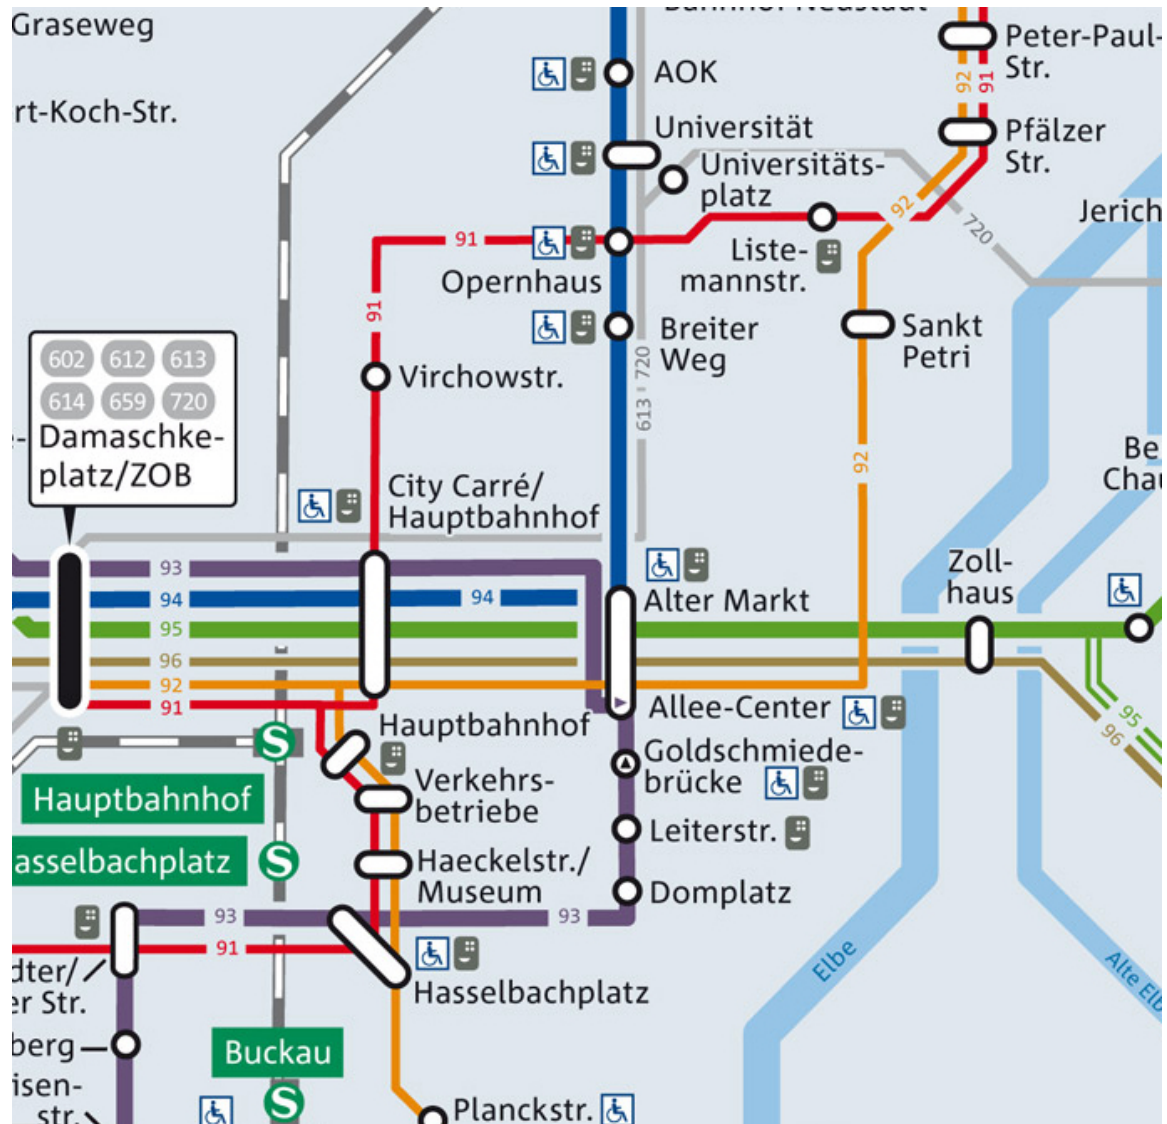 Graseweg
rt-Koch-Str.
AOK
Universität
Universitäts-
platz
Peter-Paul-
Str.
92
91
Pfälzer
Str.
92
720
Jerich
91
Opernhaus
Liste-
mannstr.
91
Breiter
Weg
Sankt
Petri
602 612 613
614 659 720
Damaschke-
platz/ZOB
Virchowstr.
613
720
92
Be
Chau
City Carré/
Hauptbahnhof
93
94
94
95
96
92
91
Alter Markt
Zoll-
haus
Allee-Center
95
96
S
Hauptbahnhof
Hauptbahnhof
Goldschmiede-
brücke
Verkehrs-
betriebe
Leiterstr.
asselbachplatz
S
Haeckelstr./
Museum
Domplatz
93
93
91
Elbe
Alte Elb
dter/
er Str.
Hasselbachplatz
berg
Buckau
isen-
str.
S
Planckstr.